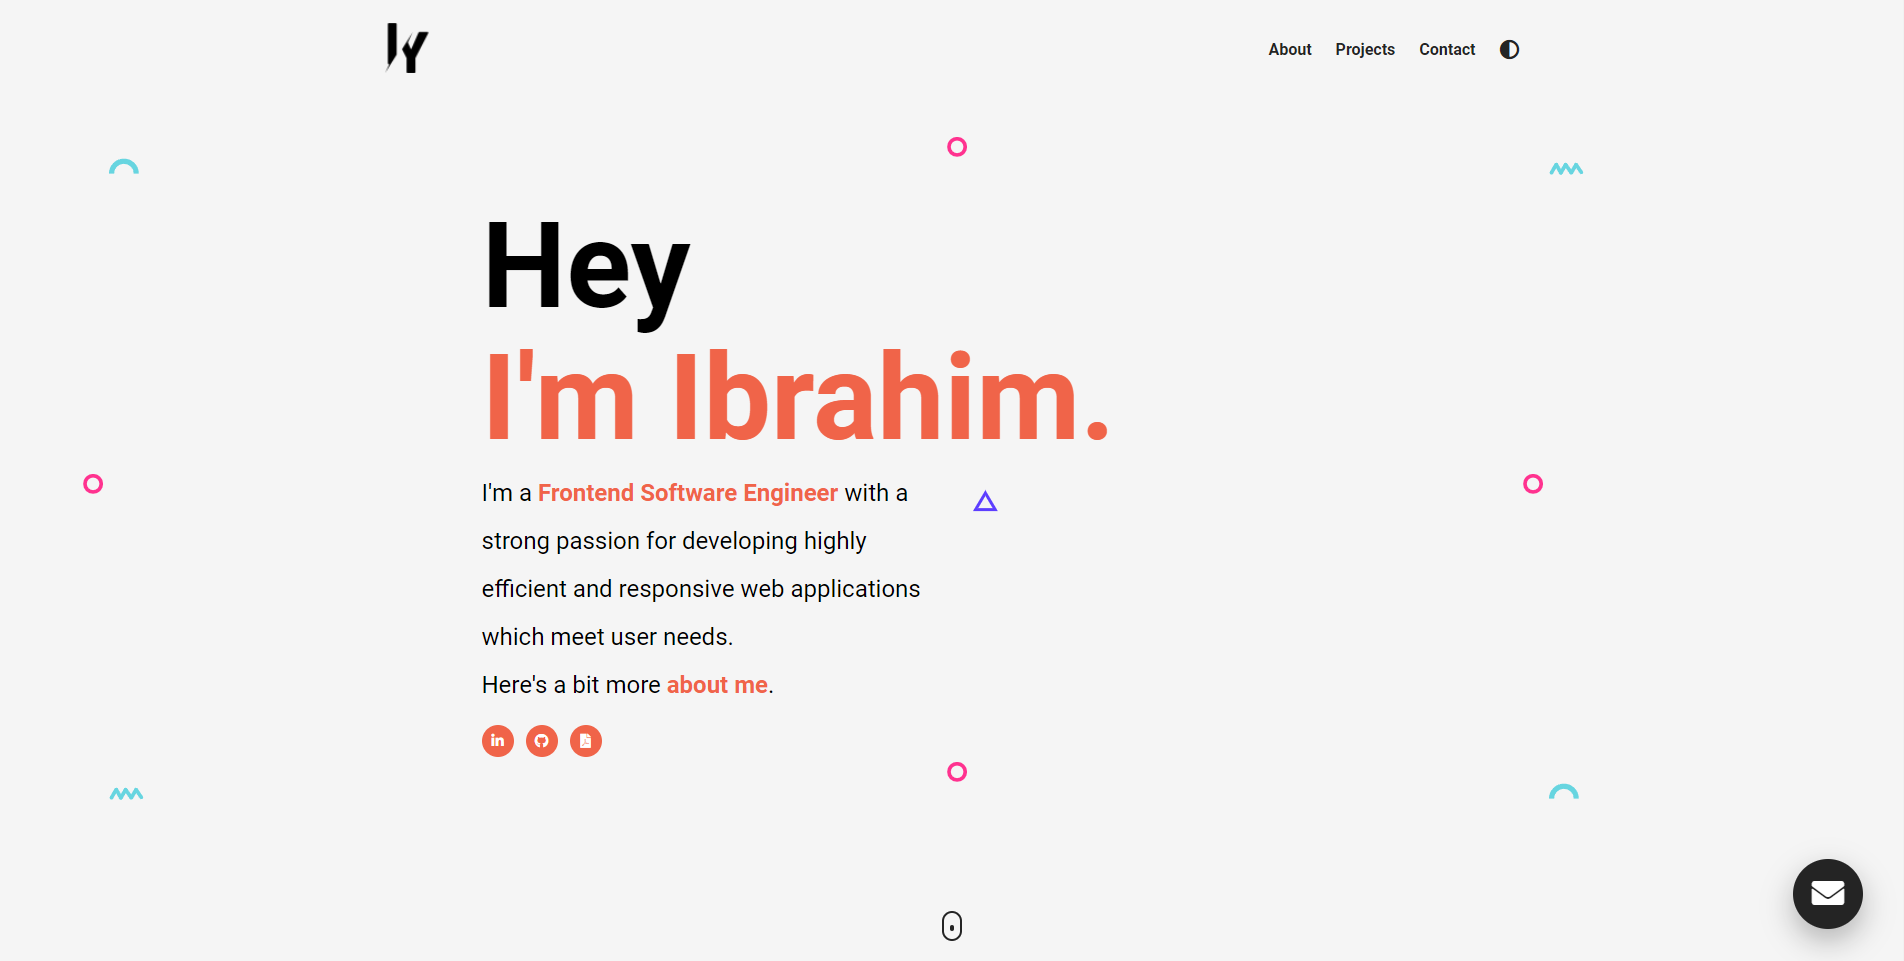 About Projects Contact
Hey
I'm Ibrahim.
I'm a Frontend Software Engineer with a
strong passion for developing highly
efficient and responsive web applications
which meet user needs.
Here's a bit more about me.
in